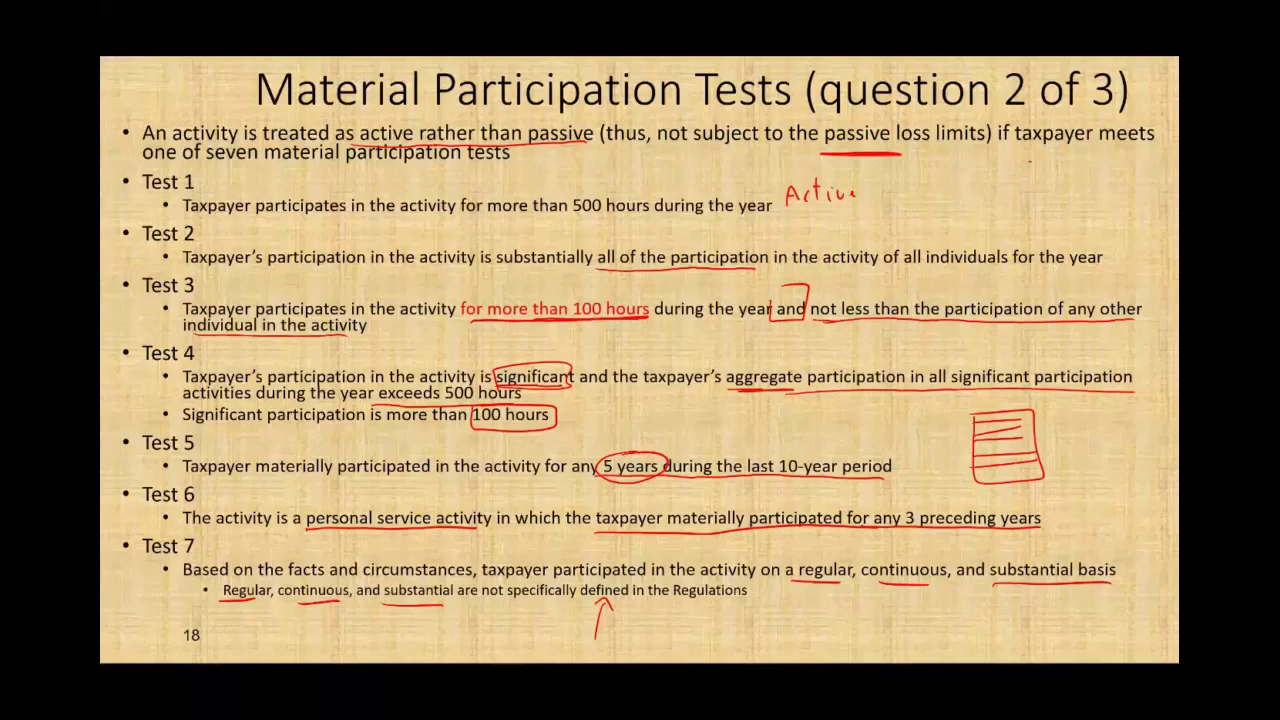 Material Participation Tests (question 2 of 3)
• An activity is treated as active rather than passive (thus, not subject to the passive loss limits) if taxpayer meets
one of seven material participation tests
• Test 1
• Taxpayer participates in the activity for more than 500 hours during the year Active
• Test 2
• Taxpayer’s participation in the activity is substantially all of the participation in the activity of all individuals for the year
• Test 3
• Taxpayer participates in the activity for more than 100 hours during the year and not less than the participation of any other
individual in the activity
• Test 4
• Taxpayer’s participation in the activity is significant and the taxpayer’s aggregate participation in all significant participation
activities during the year exceeds 500 hours
• Significant participation is more than 100 hours
• Test 5
• Taxpayer materially participated in the activity for any 5 years during the last 10-year period
• Test 6
• The activity is a personal service activity in which the taxpayer materially participated for any 3 preceding years
• Test 7
• Based on the facts and circumstances, taxpayer participated in the activity on a regular, continuous, and substantial basis
• Regular, continuous, and substantial are not specifically defined in the Regulations
18